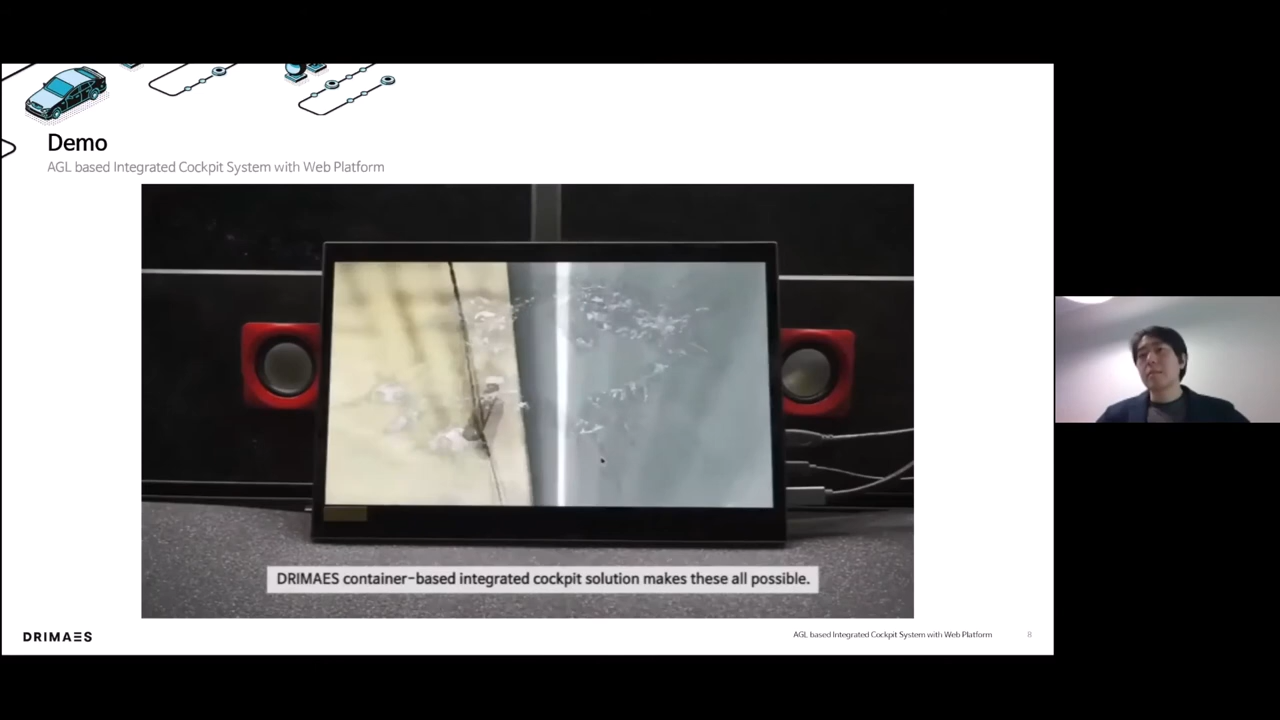 Demo
AGL based Integrated Cockpit System with Web Platform
DRIMAES container-based integrated cockpit solution makes these all possible.
DRIMAES
AGL based Integrated Cockpit System with Web Platform
8